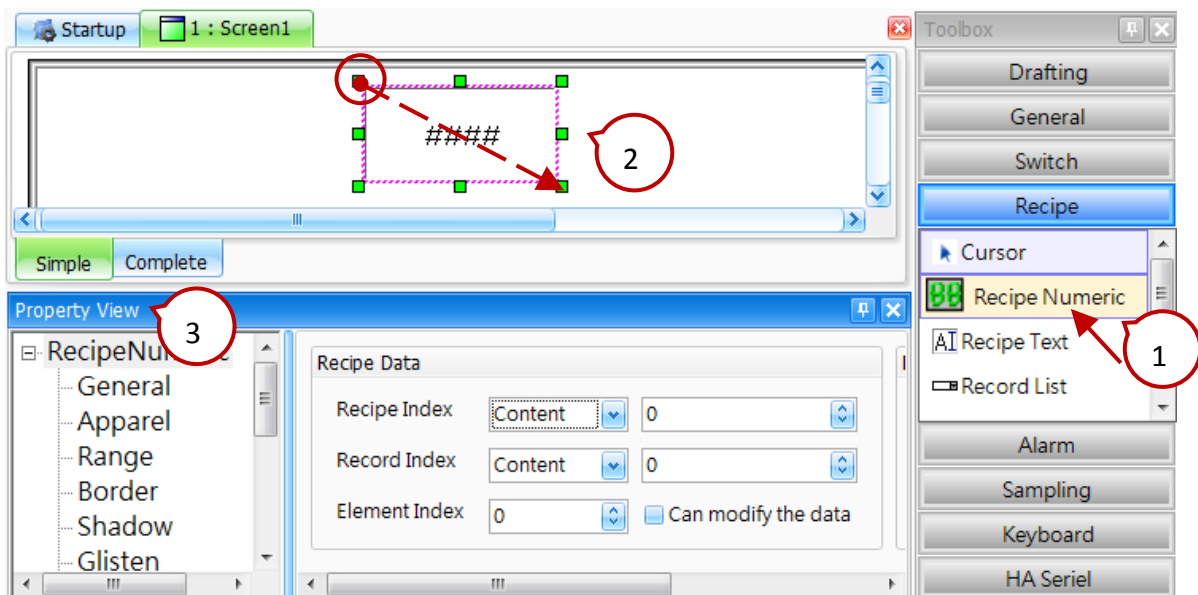 Startup
1 : Screen1
####
2
Simple
Complete
Property View
3
General
Apparel
Range
Border
Shadow
Glisten
Recipe Data
Recipe Index
Content
0
Record Index
Content
0
Element Index
0
Can modify the data
Toolbox
Drafting
General
Switch
Recipe
Cursor
Recipe Numeric
Recipe Text
Record List
1
Alarm
Sampling
Keyboard
HA Seriel